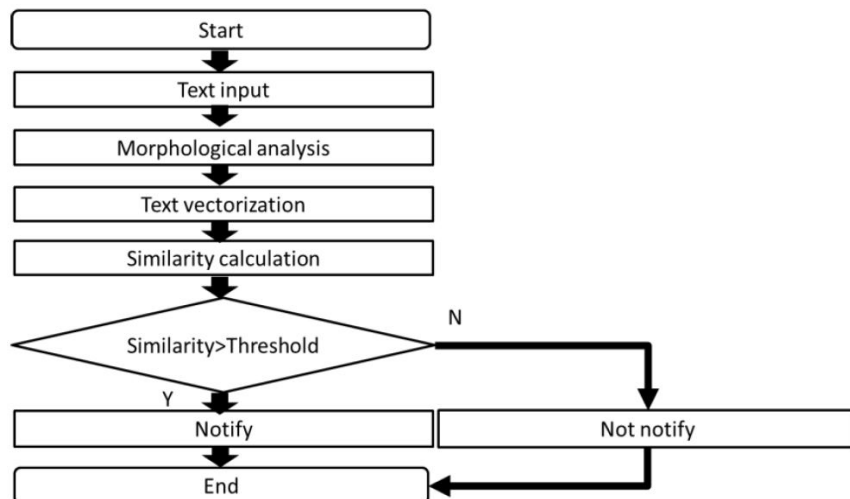 Start
Text input
Morphological analysis
Text vectorization
Similarity calculation
Similarity>Threshold
N
Y
Notify
Not notify
End